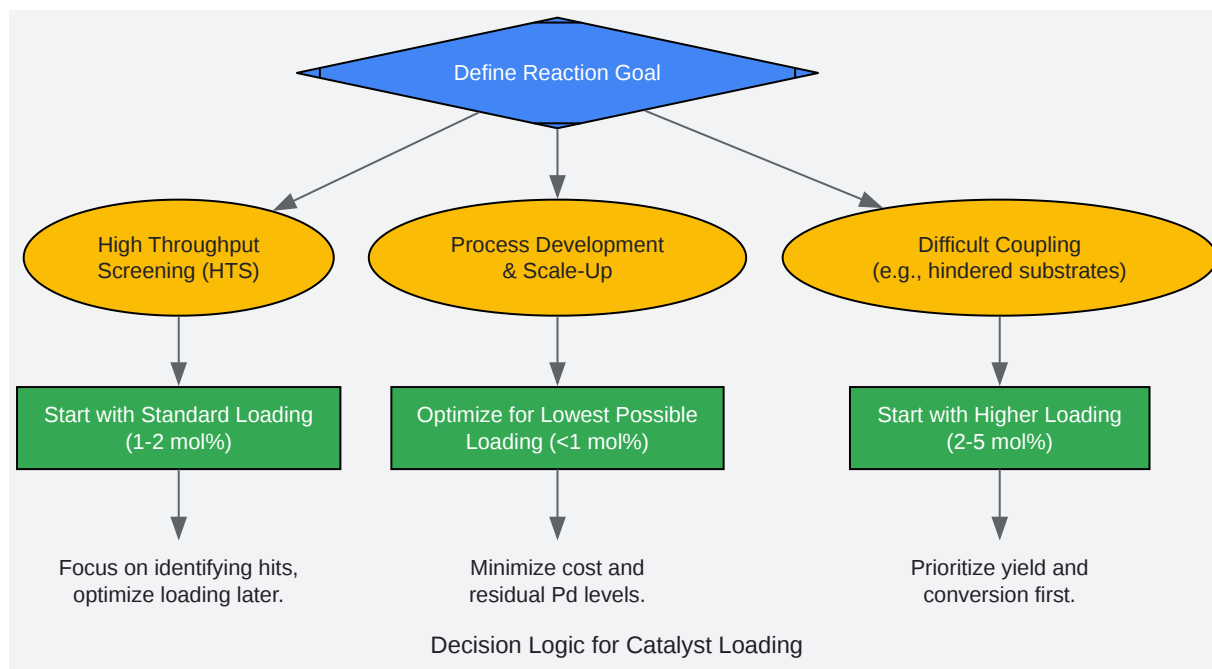 Define Reaction Goal
High Throughput
Screening (HTS)
Process Development
& Scale-Up
Difficult Coupling
(e.g., hindered substrates)
Start with Standard Loading
(1-2 mol%)
Optimize for Lowest Possible
Loading (<1 mol%)
Start with Higher Loading
(2-5 mol%)
Focus on identifying hits,
optimize loading later.
Minimize cost and
residual Pd levels.
Prioritize yield and
conversion first.
Decision Logic for Catalyst Loading